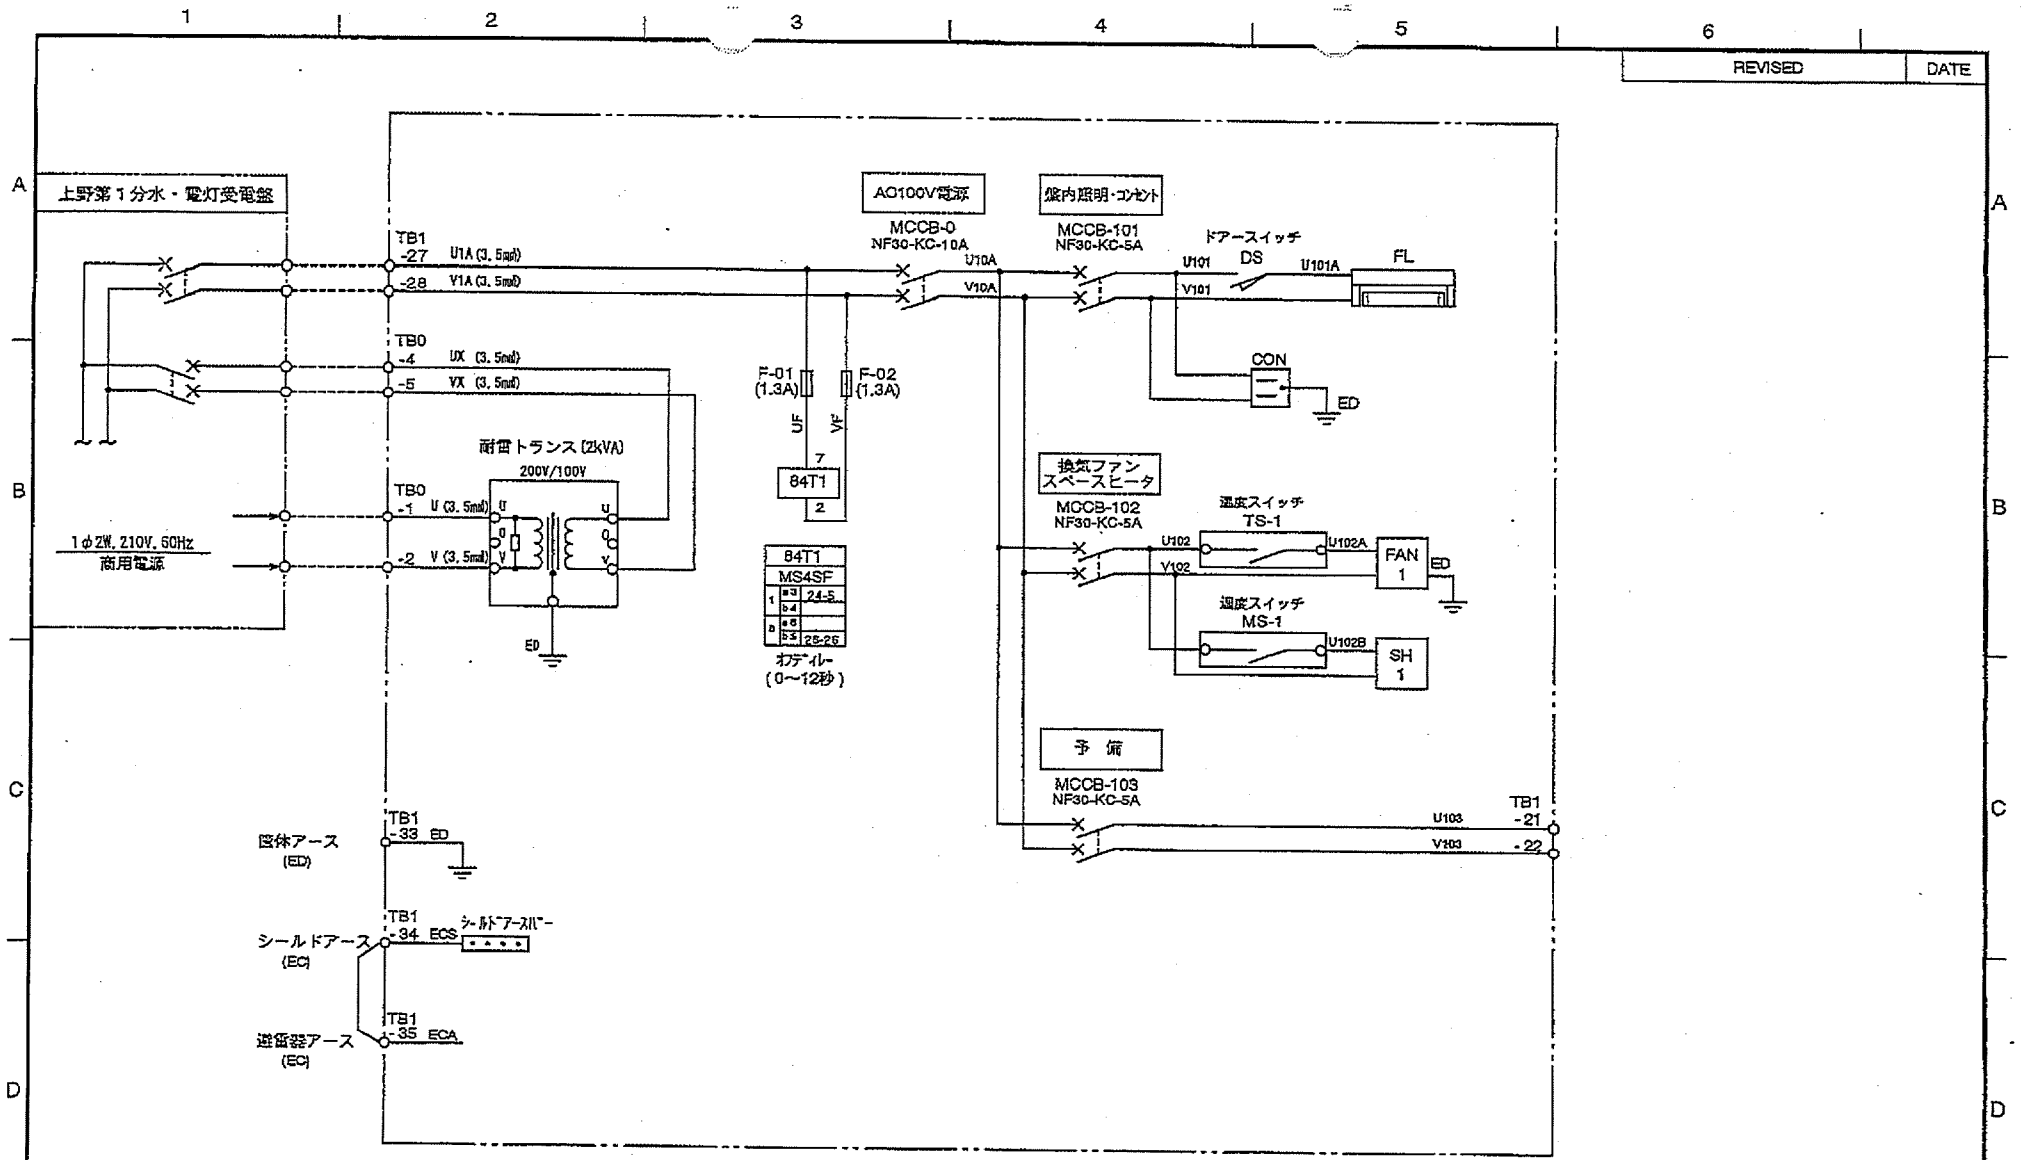 1
2
3
4
5
6
REVISED
DATE
A
A
上野第1分水・電灯受電盤
AC100V電源
MCCB-0
NF30-KC-10A
盤内照明・コンセント
MCCB-101
NF30-KC-5A
ドアースイッチ
DS
FL
TB1
-27
U1A (3.5m㎡)
-28
V1A (3.5m㎡)
U10A
V10A
U101
V101
U101A
TB0
-4
UX (3.5m㎡)
-5
VX (3.5m㎡)
F-01
(1.3A)
F-02
(1.3A)
UF
VF
7
84T1
2
CON
ED
耐雷トランス(2kVA)
200V/100V
B
B
TB0
-1
U (3.5m㎡)
-2
V (3.5m㎡)
U
O
V
U
O
V
ED
1φ2W, 210V, 60Hz
商用電源
換気ファン
スペースヒータ
MCCB-102
NF30-KC-5A
U102
V102
温度スイッチ
TS-1
U102A
FAN
1
ED
MS-1
U102B
SH
1
84T1
MS4SF
24-5
25-26
オフディレー
(0〜12秒)
予 備
MCCB-103
NF30-KC-5A
C
C
U103
V103
TB1
-21
-22
筐体アース
(ED)
TB1
-33 ED
シールドアース
(EC)
TB1
-34 ECS
シールドアースバー
避雷器アース
(EC)
TB1
-35 ECA
D
D